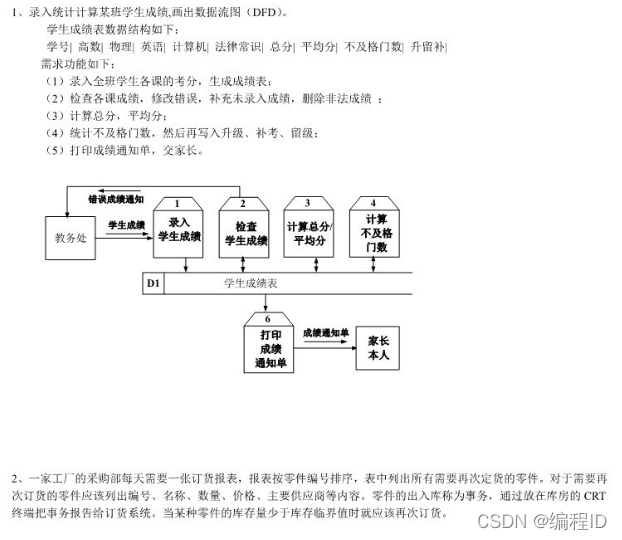 1、录入统计计算某班学生成绩,画出数据流图（DFD）。
学生成绩表数据结构如下：
学号| 高数| 物理| 英语| 计算机| 法律常识| 总分| 平均分| 不及格门数| 升留补|
需求功能如下：
（1）录入全班学生各课的考分，生成成绩表；
（2）检查各课成绩，修改错误，补充未录入成绩，删除非法成绩 ；
（3）计算总分，平均分；
（4）统计不及格门数，然后再写入升级、补考、留级；
（5）打印成绩通知单，交家长。
错误成绩通知
教务处
学生成绩
1
录入
学生成绩
2
检查
学生成绩
3
计算总分/
平均分
4
计算
不及格
门数
D1
学生成绩表
6
打印
成绩
通知单
成绩通知单
家长
本人
2、一家工厂的采购部每天需要一张订货报表，报表按零件编号排序，表中列出所有需要再次定货的零件。对于需要再
次订货的零件应该列出编号、名称、数量、价格、主要供应商等内容。零件的出入库称为事务，通过放在库房的 CRT
终端把事务报告给订货系统。当某种零件的库存量少于库存临界值时就应该再次订货。
CSDN @编程ID